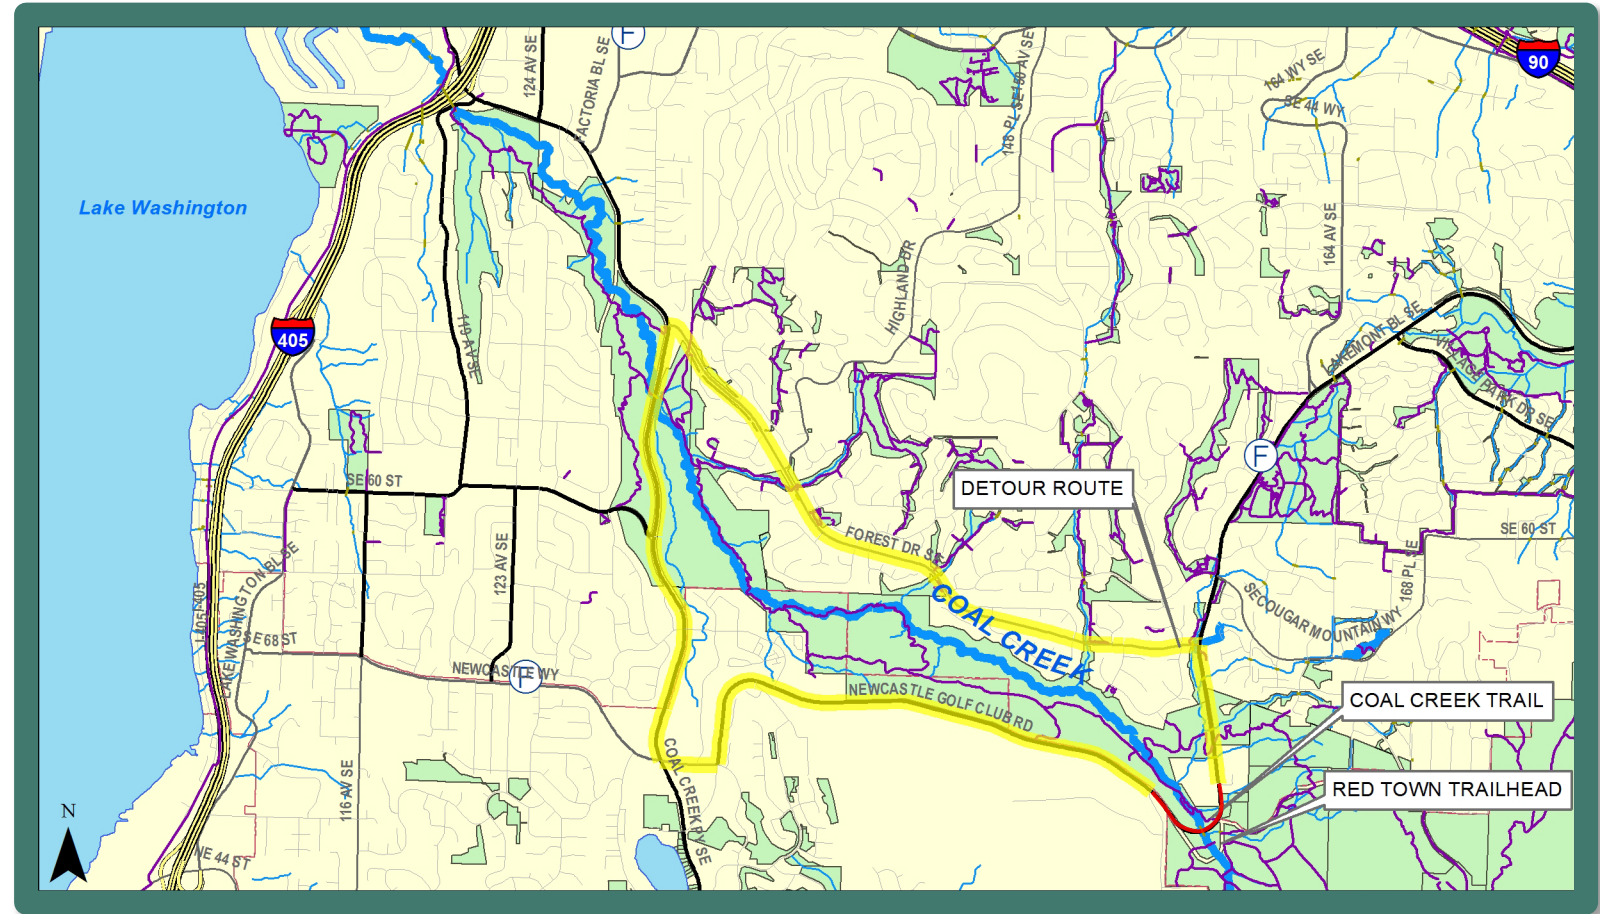 F
124 AV SE
FACTORIA BL SE
148 PL SE
150 AV SE
164 WY SE
SE 44 WY
90
Lake Washington
164 AV SE
HIGHLAND DR
405
119 AV SE
LAKEMONT BL SE
VILLAGE PARK DR SE
F
SE 60 ST
DETOUR ROUTE
FOREST DR SE
SE 60 ST
123 AV SE
I-405
I-405
LAKE WASHINGTON BL SE
SE 68 ST
COAL CREEK
SE COUGAR MOUNTAIN WY
168 PL SE
NEWCASTLE WY
F
NEWCASTLE GOLF CLUB RD
COAL CREEK TRAIL
COAL CREEK PY SE
116 AV SE
RED TOWN TRAILHEAD
N
NE 44 ST